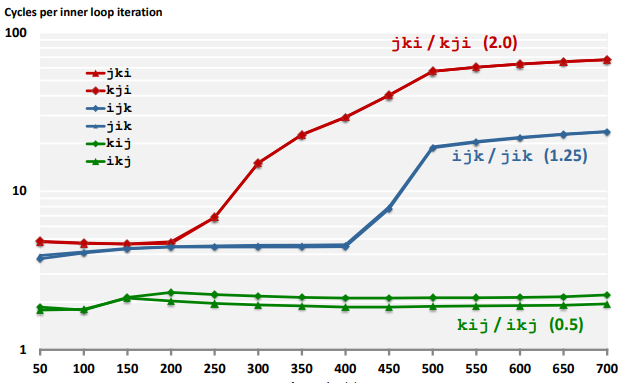 Cycles per inner loop iteration
100
jki / kji (2.0)
jki
kji
ijk
jik
kij
ikj
ijk / jik (1.25)
10
kij / ikj (0.5)
1
50 100 150 200 250 300 350 400 450 500 550 600 650 700